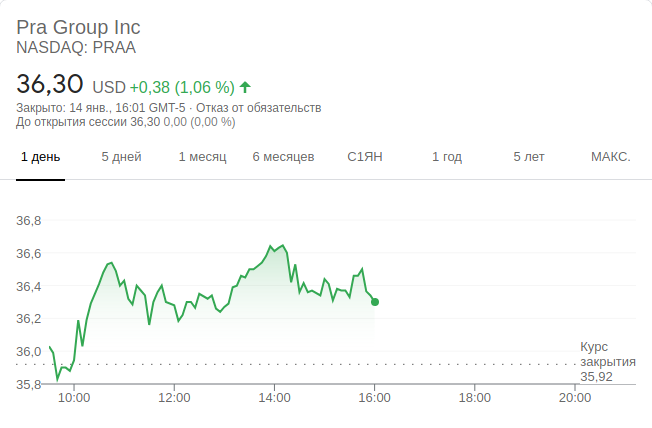 Pra Group Inc
NASDAQ: PRAA
36,30 USD +0,38 (1,06 %)
Закрыто: 14 янв., 16:01 GMT-5 · Отказ от обязательств
До открытия сессии 36,30 0,00 (0,00 %)
1 день 5 дней 1 месяц 6 месяцев С1ЯН 1 год 5 лет МАКС.
36,8
36,6
36,4
36,2
36,0
35,8
Курс
закрытия
35,92
10:00 12:00 14:00 16:00 18:00 20:00